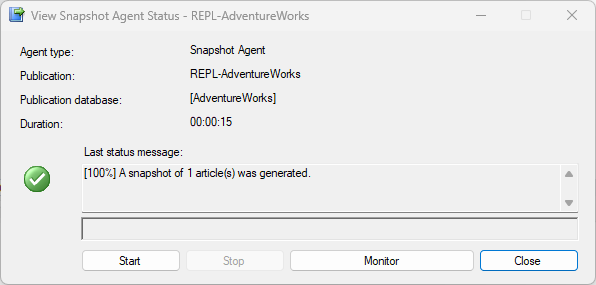 View Snapshot Agent Status - REPL-AdventureWorks
Agent type: Snapshot Agent
Publication: REPL-AdventureWorks
Publication database: [AdventureWorks]
Duration: 00:00:15
Last status message:
[100%] A snapshot of 1 article(s) was generated.
Start Stop Monitor Close